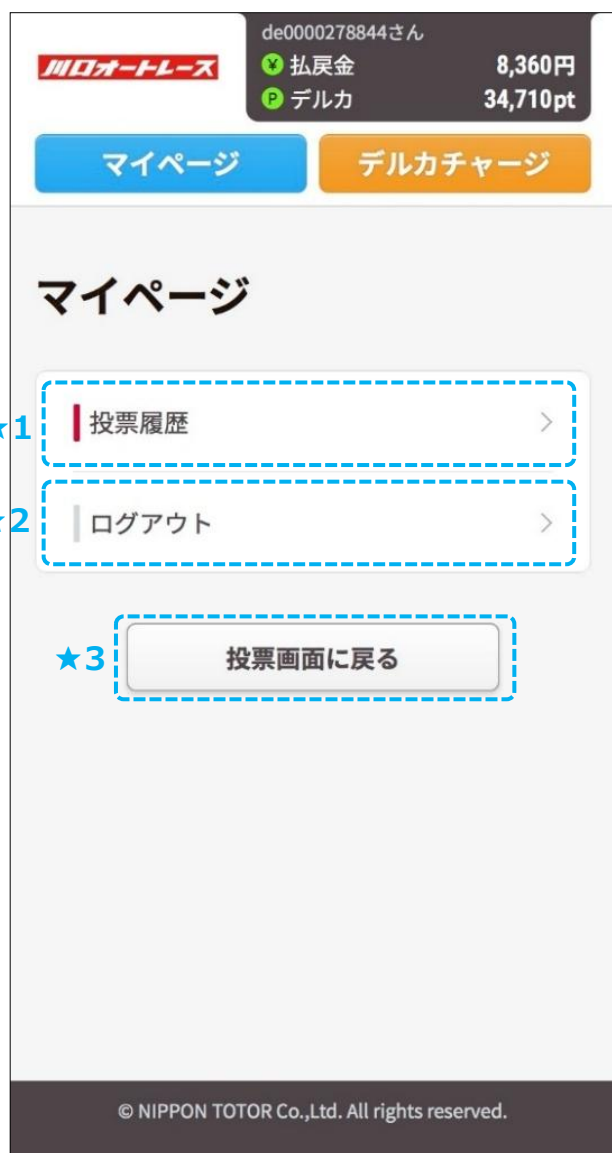 de0000278844さん
川口オートレース
¥ 払戻金 8,360円
P デルカ 34,710pt
マイページ デルカチャージ
マイページ
★1 投票履歴
★2 ログアウト
★3 投票画面に戻る
© NIPPON TOTOR Co.,Ltd. All rights reserved.